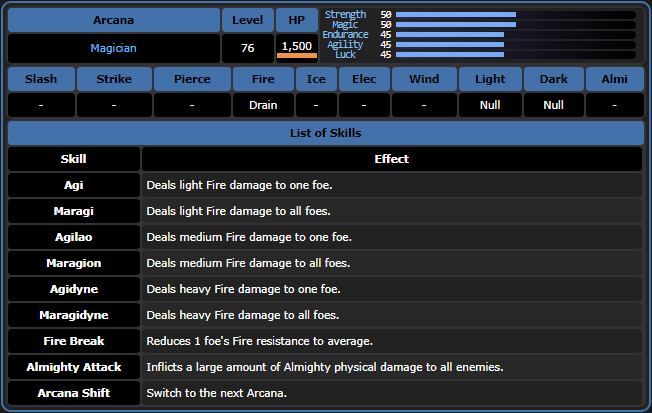 Arcana Level HP Strength 50
Magic 50
Magician 76 1,500 Endurance 45
Agility 45
Luck 45
Slash Strike Pierce Fire Ice Elec Wind Light Dark Almi
- - - Drain - - - Null Null -
List of Skills
Skill Effect
Agi Deals light Fire damage to one foe.
Maragi Deals light Fire damage to all foes.
Agilao Deals medium Fire damage to one foe.
Maragion Deals medium Fire damage to all foes.
Agidyne Deals heavy Fire damage to one foe.
Maragidyne Deals heavy Fire damage to all foes.
Fire Break Reduces 1 foe's Fire resistance to average.
Almighty Attack Inflicts a large amount of Almighty physical damage to all enemies.
Arcana Shift Switch to the next Arcana.